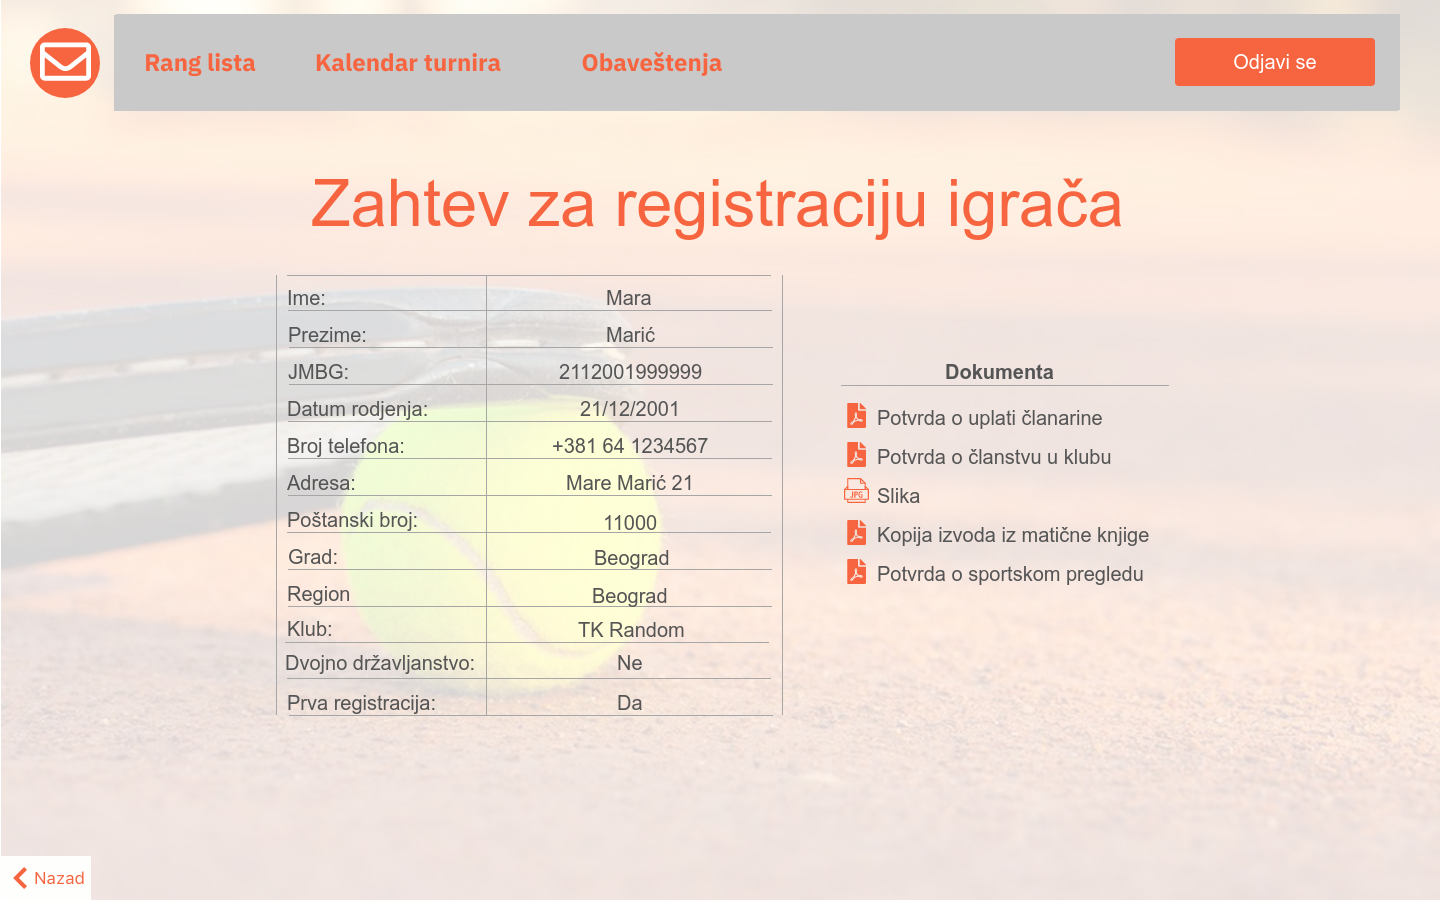 Rang lista Kalendar turnira Obaveštenja Odjavi se
Zahtev za registraciju igrača
Ime: Mara
Prezime: Marić
JMBG: 2112001999999
Datum rodjenja: 21/12/2001
Broj telefona: +381 64 1234567
Adresa: Mare Marić 21
Poštanski broj: 11000
Grad: Beograd
Region Beograd
Klub: TK Random
Dvojno državljanstvo: Ne
Prva registracija: Da
Dokumenta
Potvrda o uplati članarine
Potvrda o članstvu u klubu
JPG Slika
Kopija izvoda iz matične knjige
Potvrda o sportskom pregledu
Nazad